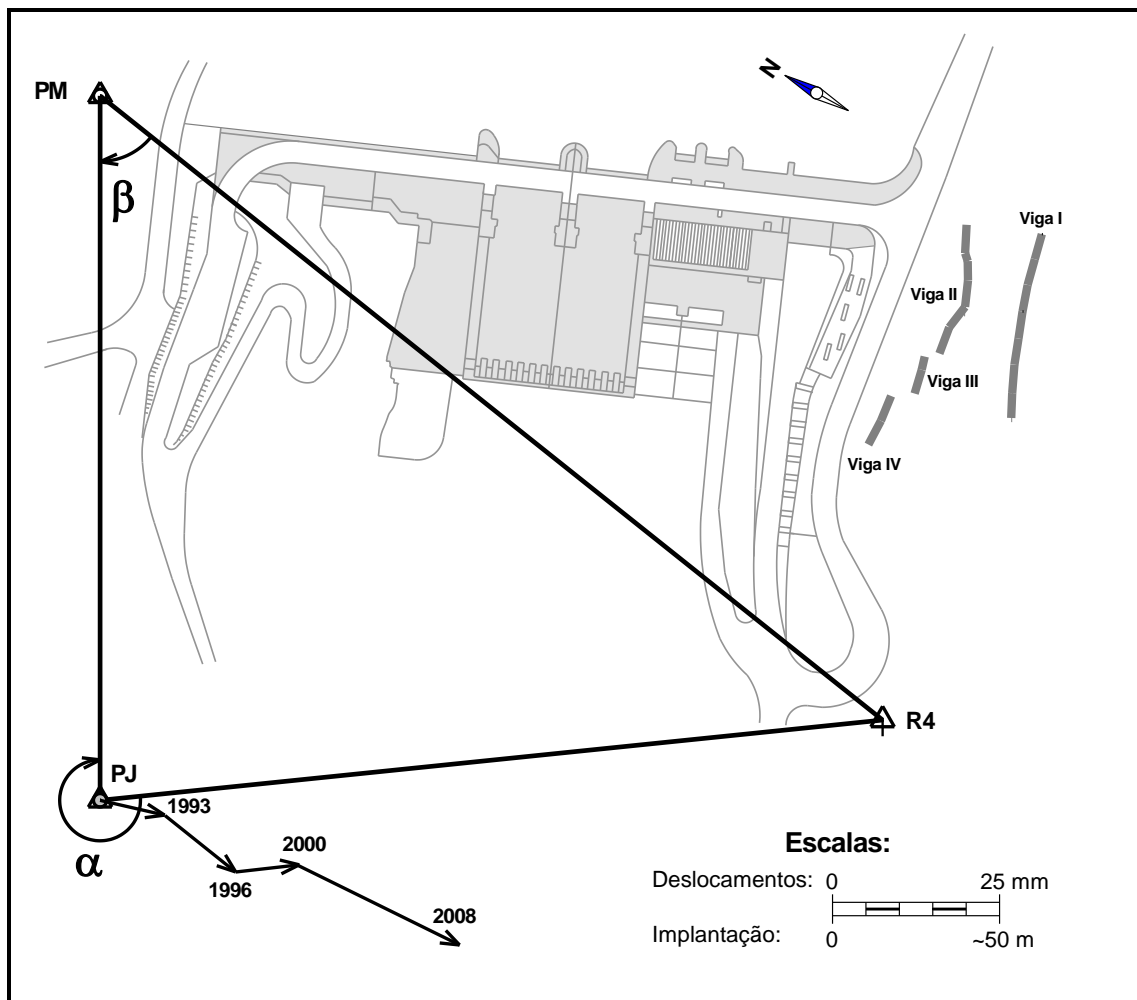 N
PM
β
Viga I
Viga II
Viga III
Viga IV
R4
PJ
1993
α
1996
2000
2008
Escalas:
Deslocamentos: 0 25 mm
Implantação: 0 ~50 m